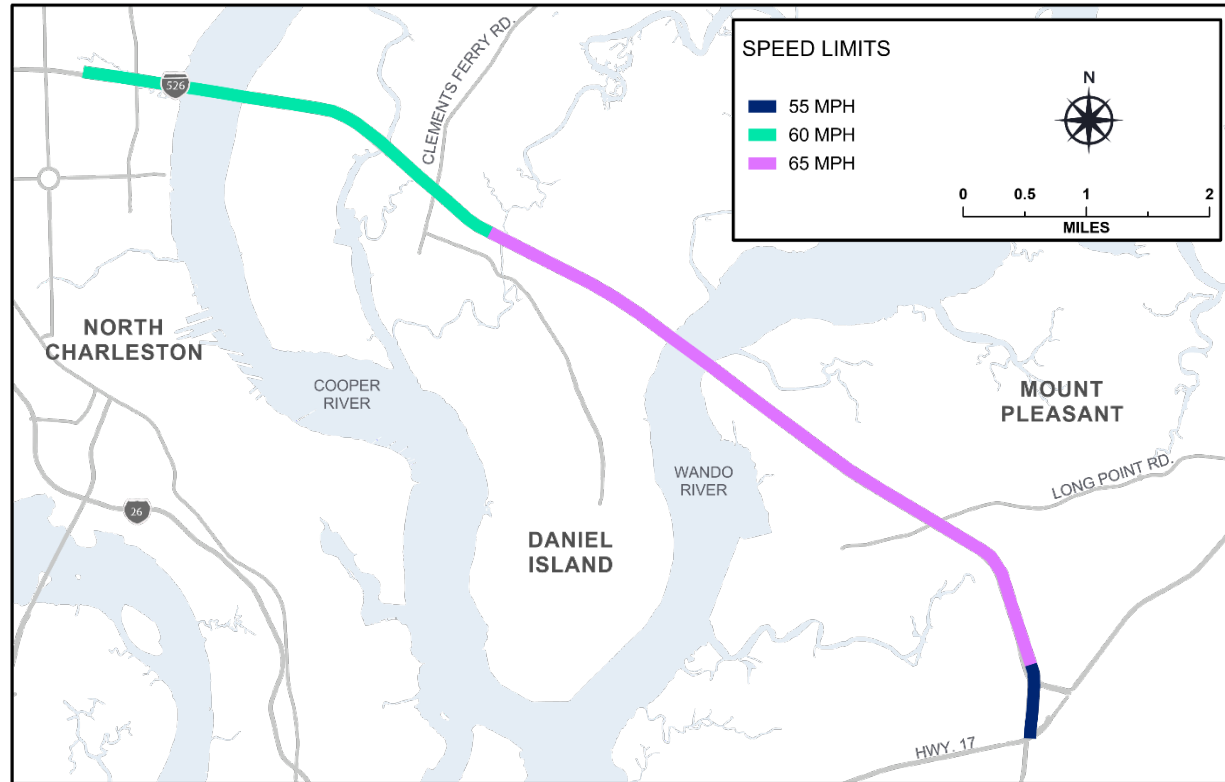 SPEED LIMITS
55 MPH
60 MPH
65 MPH
N
0 0.5 1 2
MILES
526
CLEMENTS FERRY RD.
NORTH
CHARLESTON
COOPER
RIVER
MOUNT
PLEASANT
WANDO
RIVER
LONG POINT RD.
26
DANIEL
ISLAND
HWY. 17